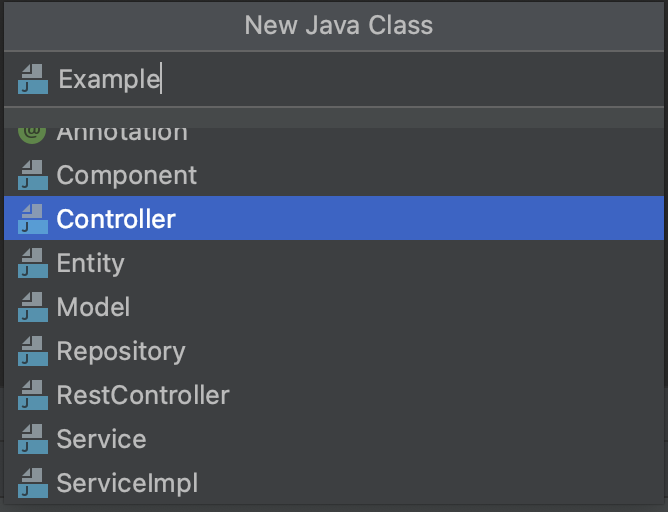 New Java Class
Example
Annotation
Component
Controller
Entity
Model
Repository
RestController
Service
ServiceImpl